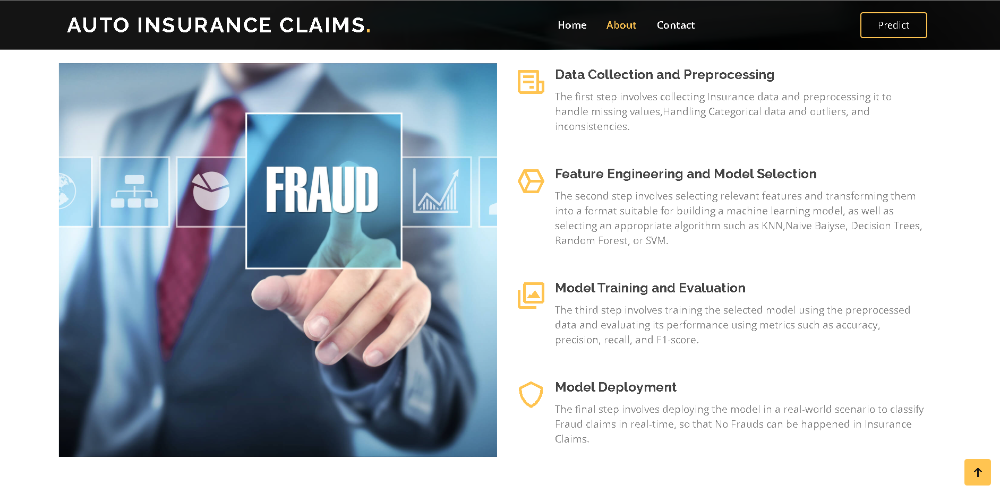 AUTO INSURANCE CLAIMS.
Home About Contact
Predict
FRAUD
Data Collection and Preprocessing
The first step involves collecting Insurance data and preprocessing it to
handle missing values,Handling Categorical data and outliers, and
inconsistencies.
Feature Engineering and Model Selection
The second step involves selecting relevant features and transforming them
into a format suitable for building a machine learning model, as well as
selecting an appropriate algorithm such as KNN,Naive Baiyse, Decision Trees,
Random Forest, or SVM.
Model Training and Evaluation
The third step involves training the selected model using the preprocessed
data and evaluating its performance using metrics such as accuracy,
precision, recall, and F1-score.
Model Deployment
The final step involves deploying the model in a real-world scenario to classify
Fraud claims in real-time, so that No Frauds can be happened in Insurance
Claims.